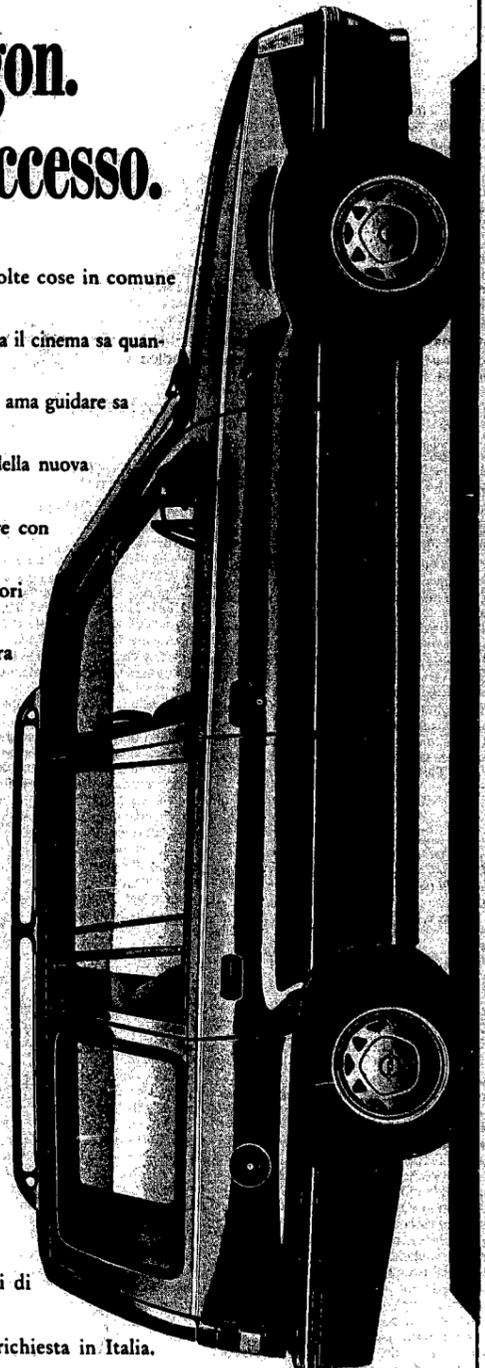 gon.
ccesso.
olte cose in comune
a il cinema sa quan-
ama guidare sa
della nuova
e con
ori
ra
i di
richiesta in Italia.